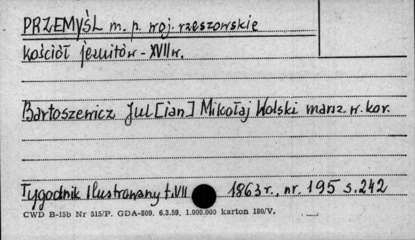 PRZEMYŚL m. p. woj. rzeszowskie
kościół jezuitów - XVII w.
Bartoszewicz Jul[ian] Mikołaj Wolski marsz. w. kor.
Tygodnik Ilustrowany t. VII 1863 r., nr. 195 s. 242
CWD B-15b Nr 515/P. GDA-809. 6.3.59. 1.000.000 karton 180/V.